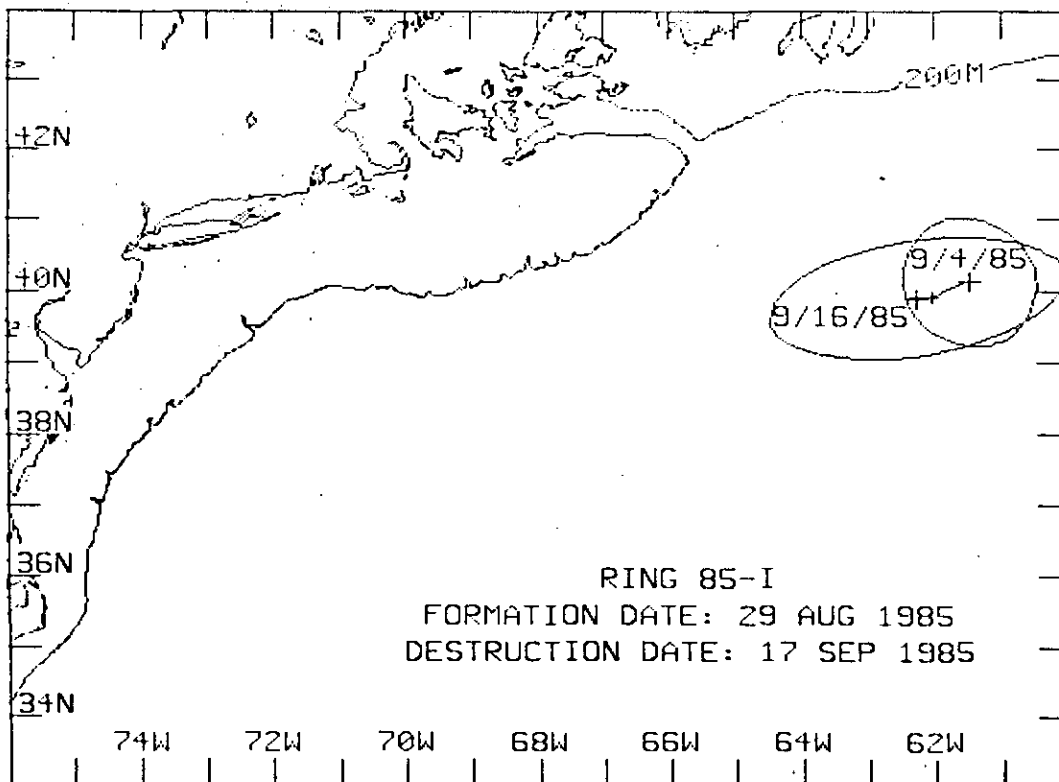 200M
42N
9/4/85
40N
9/16/85
38N
36N
RING 85-I
FORMATION DATE: 29 AUG 1985
DESTRUCTION DATE: 17 SEP 1985
34N
74W 72W 70W 68W 66W 64W 62W